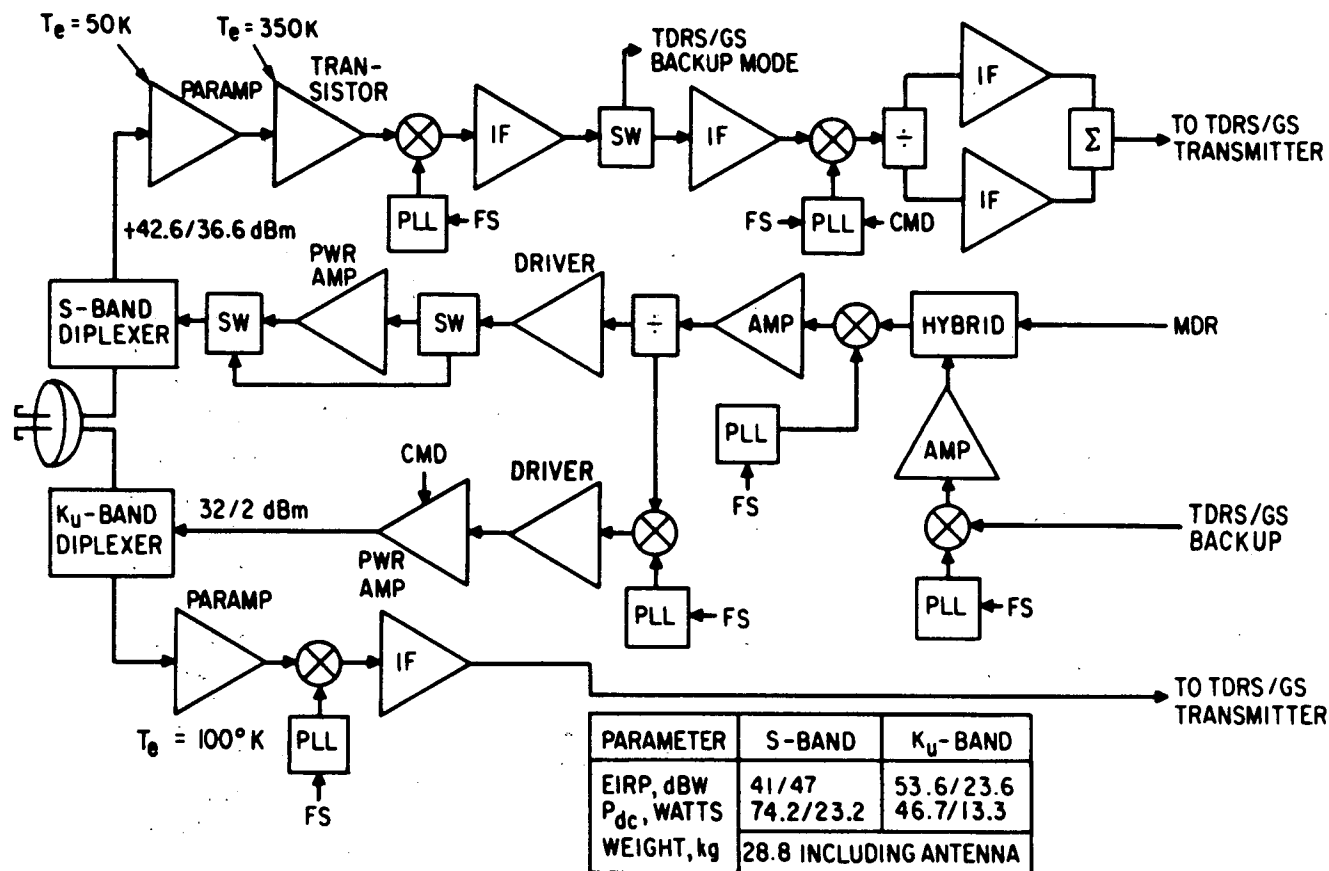 Te = 50K
Te = 350K
PARAMP
TRAN-
SISTOR
TDRS/GS
BACKUP MODE
IF
SW
IF
IF
÷
Σ
IF
TO TDRS/GS
TRANSMITTER
PLL
FS
FS
PLL
CMD
+42.6/36.6 dBm
S-BAND
DIPLEXER
SW
PWR
AMP
SW
DRIVER
÷
AMP
HYBRID
MDR
PLL
FS
AMP
CMD
DRIVER
Ku-BAND
DIPLEXER
32/2 dBm
PWR
AMP
PLL
FS
TDRS/GS
BACKUP
PLL
FS
PARAMP
IF
Te = 100°K
PLL
FS
TO TDRS/GS
TRANSMITTER
PARAMETER S-BAND Ku-BAND
EIRP, dBW 41/47 53.6/23.6
Pdc, WATTS 74.2/23.2 46.7/13.3
WEIGHT, kg 28.8 INCLUDING ANTENNA